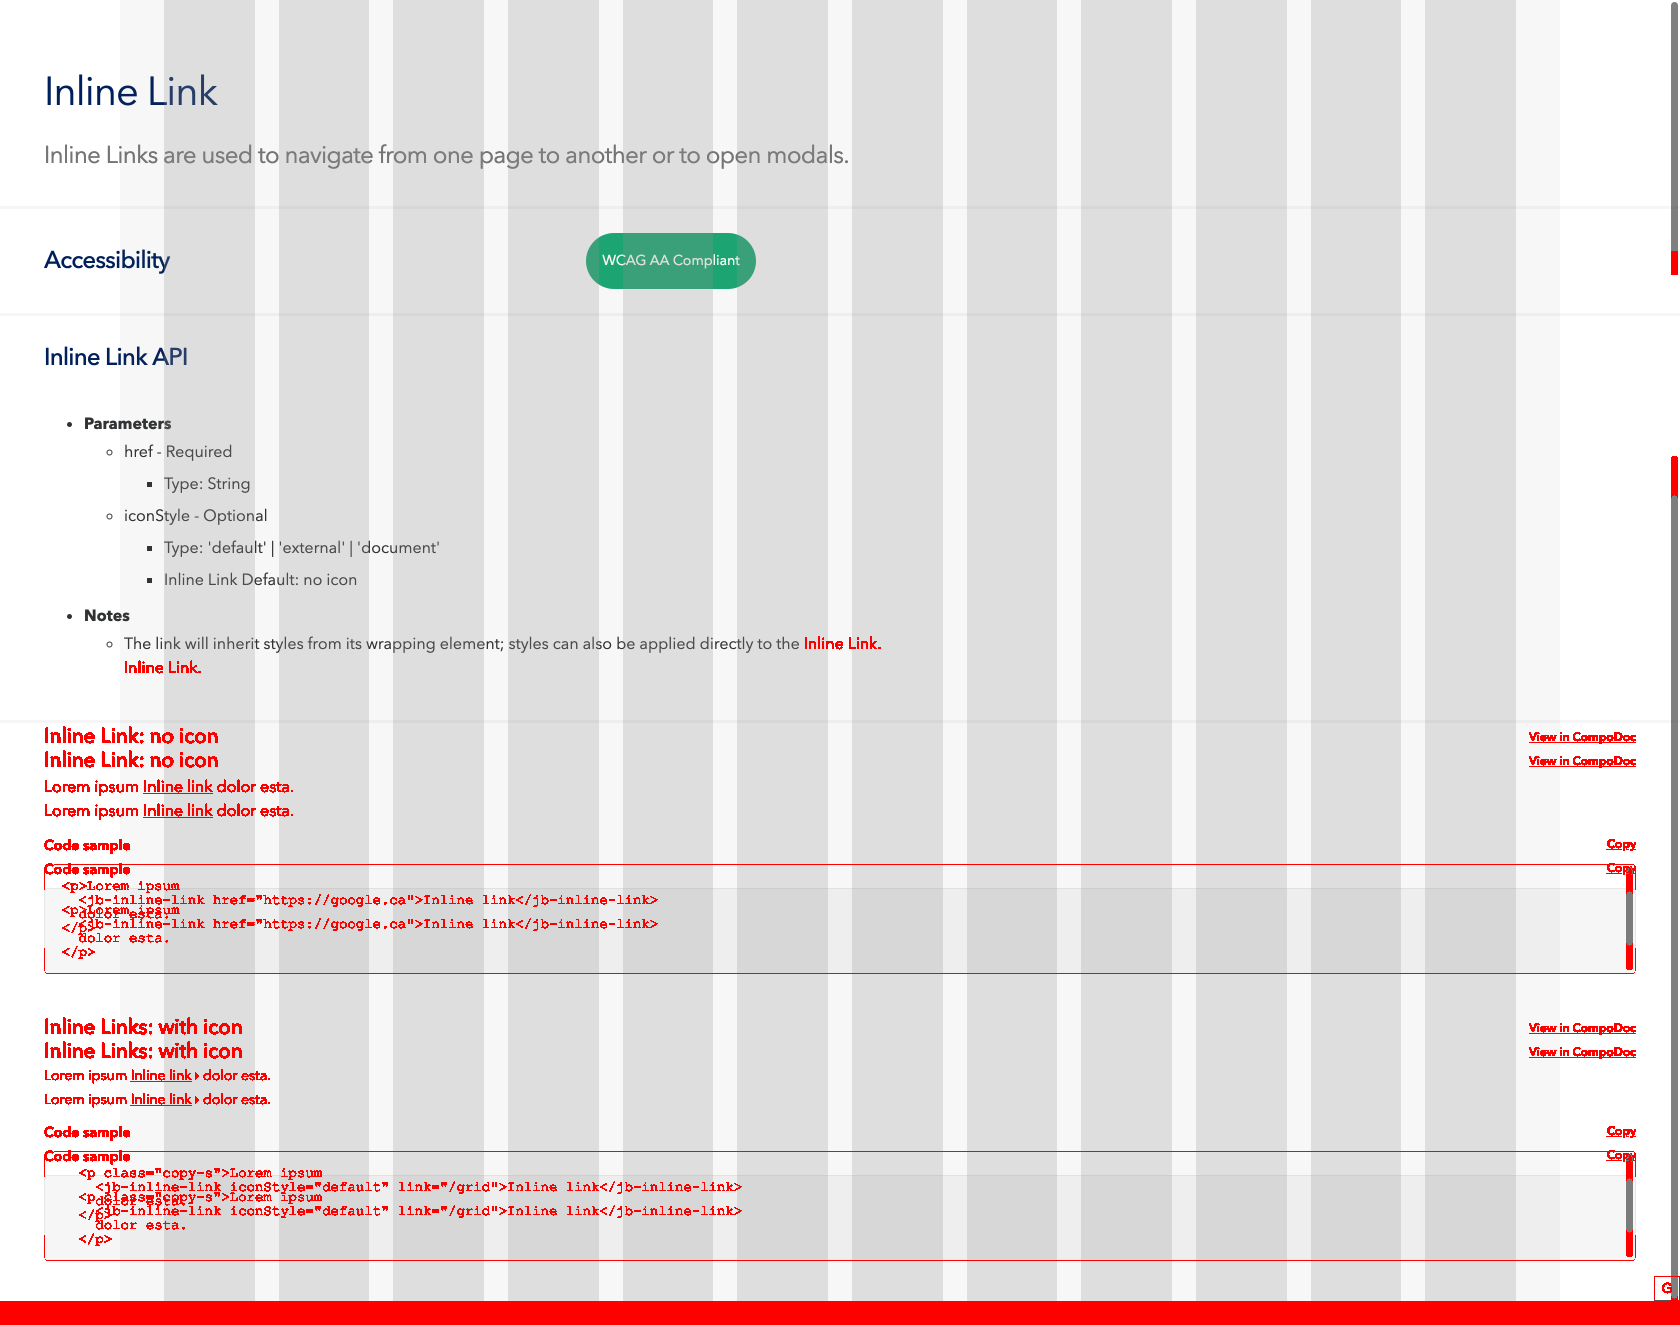 Inline Link
Inline Links are used to navigate from one page to another or to open modals.
Accessibility
WCAG AA Compliant
Inline Link API
Parameters
href - Required
Type: String
iconStyle - Optional
Type: 'default' | 'external' | 'document'
Inline Link Default: no icon
Notes
The link will inherit styles from its wrapping element; styles can also be applied directly to the Inline Link.
Inline Link.
Inline Link: no icon
View in CompoDoc
Inline Link: no icon
View in CompoDoc
Lorem ipsum Inline link dolor esta.
Lorem ipsum Inline link dolor esta.
Code sample
Copy
Code sample
Copy
<p>Lorem ipsum
<jb-inline-link href="https://google.ca">Inline link</jb-inline-link>
<p>Lorem ipsum
dolor esta.
<jb-inline-link href="https://google.ca">Inline link</jb-inline-link>
</p>
dolor esta.
</p>
Inline Links: with icon
View in CompoDoc
Inline Links: with icon
View in CompoDoc
Lorem ipsum Inline link dolor esta.
Lorem ipsum Inline link dolor esta.
Code sample
Copy
Code sample
Copy
<p class="copy-s">Lorem ipsum
<jb-inline-link iconStyle="default" link="/grid">Inline link</jb-inline-link>
<p class="copy-s">Lorem ipsum
dolor esta.
<jb-inline-link iconStyle="default" link="/grid">Inline link</jb-inline-link>
</p>
dolor esta.
</p>
G